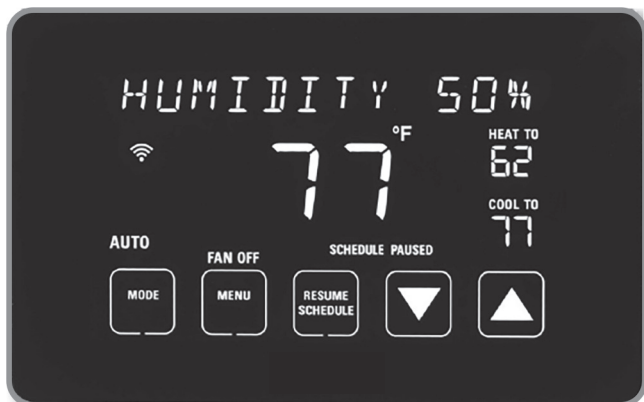 HUMIDITY 50%
77 °F
HEAT TO
62
COOL TO
77
AUTO
FAN OFF
SCHEDULE PAUSED
MODE
MENU
RESUME
SCHEDULE